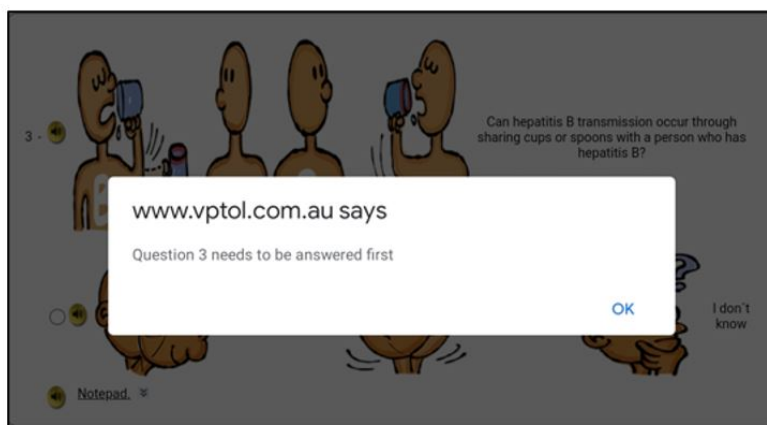 3 -
Can hepatitis B transmission occur through
sharing cups or spoons with a person who has
hepatitis B?
www.vptol.com.au says
Question 3 needs to be answered first
OK
I don't
know
Notepad.